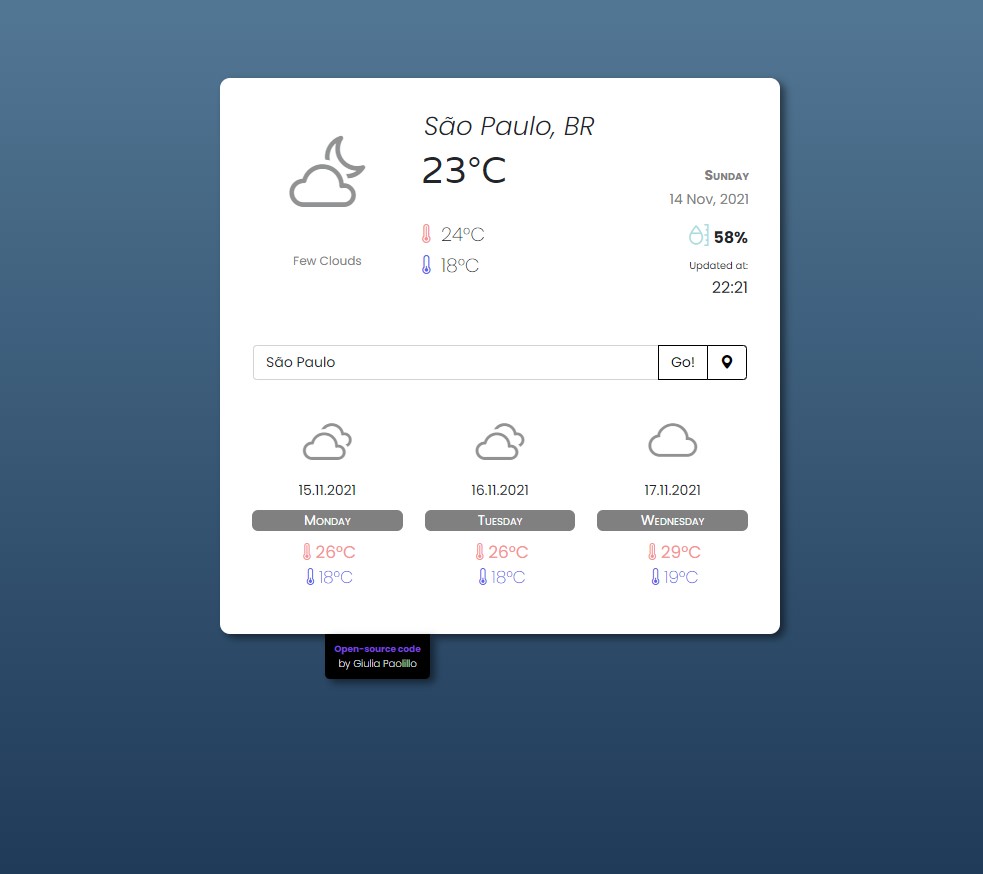 São Paulo, BR
23°C
24°C
18°C
Few Clouds
Sunday
14 Nov, 2021
58%
Updated at:
22:21
São Paulo
Go!
15.11.2021
Monday
26°C
18°C
16.11.2021
Tuesday
26°C
18°C
17.11.2021
Wednesday
29°C
19°C
Open-source code
by Giulia Paolillo